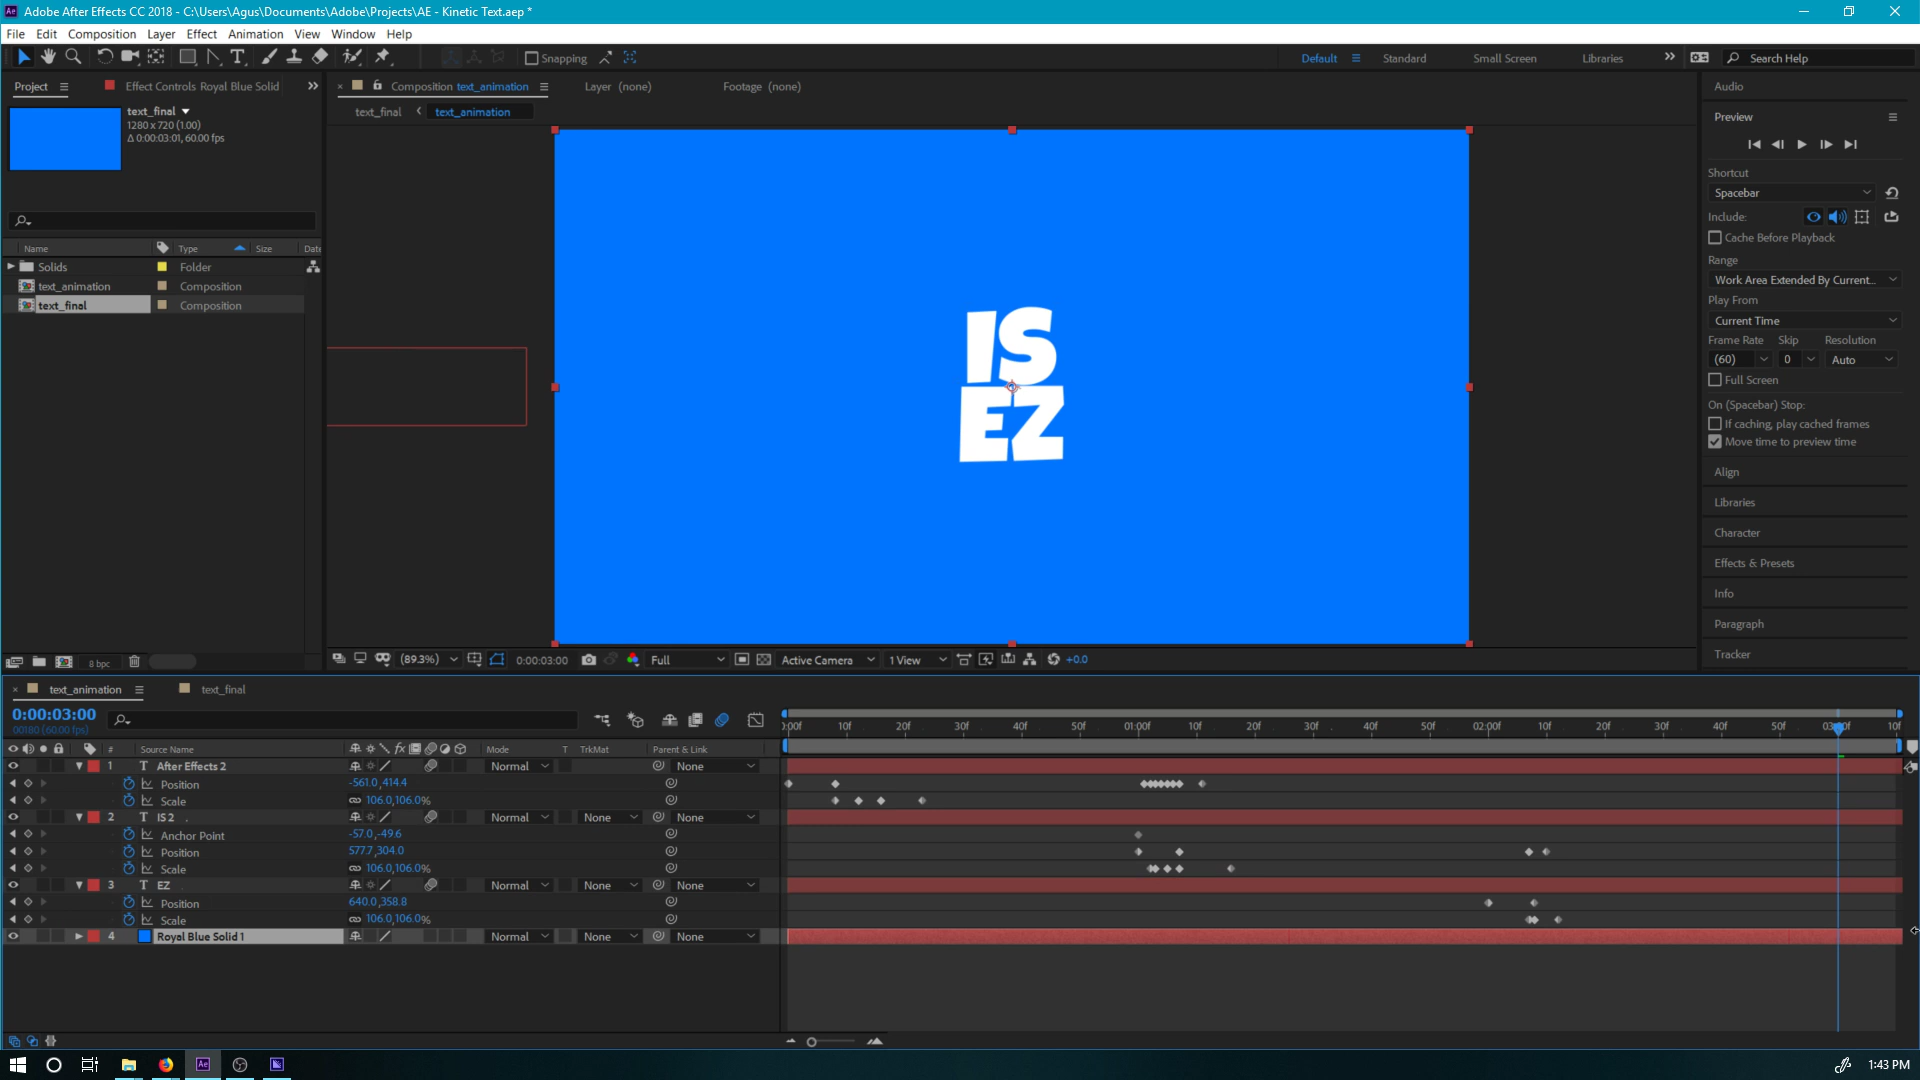 Adobe After Effects CC 2018 - C:\Users\Agus\Documents\Adobe\Projects\AE - Kinetic Text.aep *
File Edit Composition Layer Effect Animation View Window Help
Snapping
Default Standard Small Screen Libraries Search Help
Project Effect Controls Royal Blue Solid
Composition text_animation Layer (none) Footage (none)
text_final text_animation
text_final
1280 x 720 (1.00)
Δ 0:00:03:01, 60.00 fps
Name Type Size Date
Solids Folder
text_animation Composition
text_final Composition
8 bpc
IS
EZ
(89.3%) 0:00:03:00 Full Active Camera 1 View +0.0
Audio
Preview
Shortcut
Spacebar
Include:
Cache Before Playback
Range
Work Area Extended By Current...
Play From
Current Time
Frame Rate Skip Resolution
(60) 0 Auto
Full Screen
On (Spacebar) Stop:
If caching, play cached frames
Move time to preview time
Align
Libraries
Character
Effects & Presets
Info
Paragraph
Tracker
text_animation text_final
0:00:03:00
00180 (60.00 fps)
:00f 10f 20f 30f 40f 50f 01:00f 10f 20f 30f 40f 50f 02:00f 10f 20f 30f 40f 50f 03:00f 10f
# Source Name fx Mode T TrkMat Parent & Link
1 T After Effects 2 Normal None
Position -561.0,414.4
Scale 106.0,106.0%
2 T IS 2 Normal None None
Anchor Point -57.0,-49.6
Position 577.7,304.0
Scale 106.0,106.0%
3 T EZ Normal None None
Position 640.0,358.8
Scale 106.0,106.0%
4 Royal Blue Solid 1 Normal None None
Ae
1:43 PM